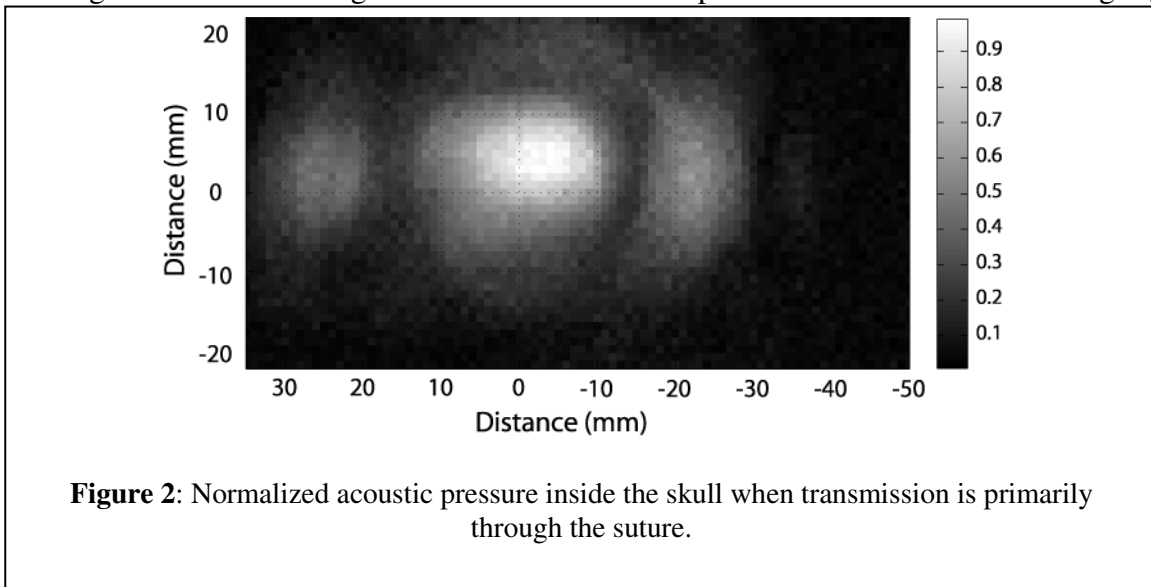 20
10
0
-10
-20
Distance (mm)
30 20 10 0 -10 -20 -30 -40 -50
Distance (mm)
0.9
0.8
0.7
0.6
0.5
0.4
0.3
0.2
0.1
Figure 2: Normalized acoustic pressure inside the skull when transmission is primarily
through the suture.